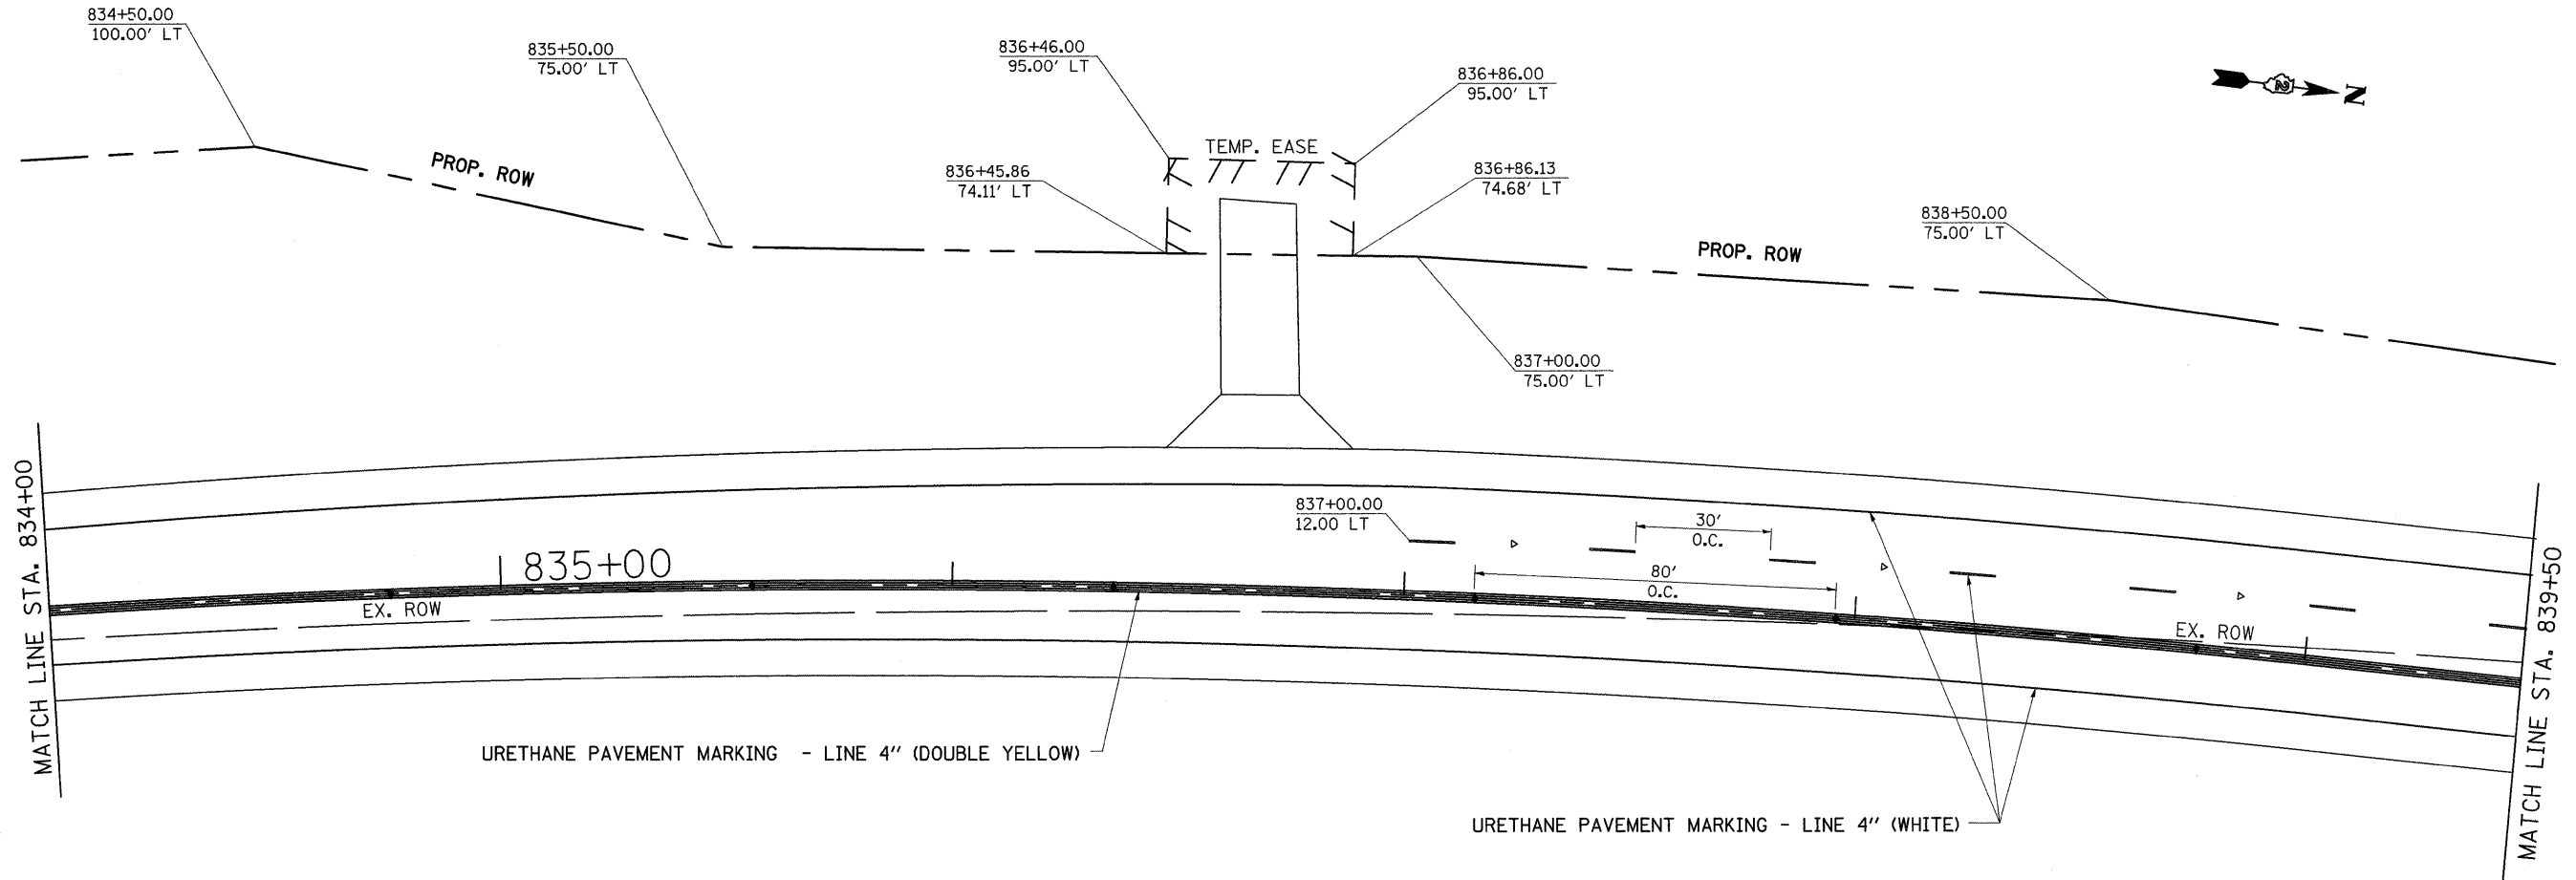 834+50.00
100.00' LT
835+50.00
75.00' LT
836+46.00
95.00' LT
836+86.00
95.00' LT
N
TEMP. EASE
PROP. ROW
836+45.86
74.11' LT
836+86.13
74.68' LT
838+50.00
75.00' LT
PROP. ROW
837+00.00
75.00' LT
MATCH LINE STA. 834+00
837+00.00
12.00 LT
30'
O.C.
835+00
80'
O.C.
EX. ROW
EX. ROW
MATCH LINE STA. 839+50
URETHANE PAVEMENT MARKING - LINE 4" (DOUBLE YELLOW)
URETHANE PAVEMENT MARKING - LINE 4" (WHITE)